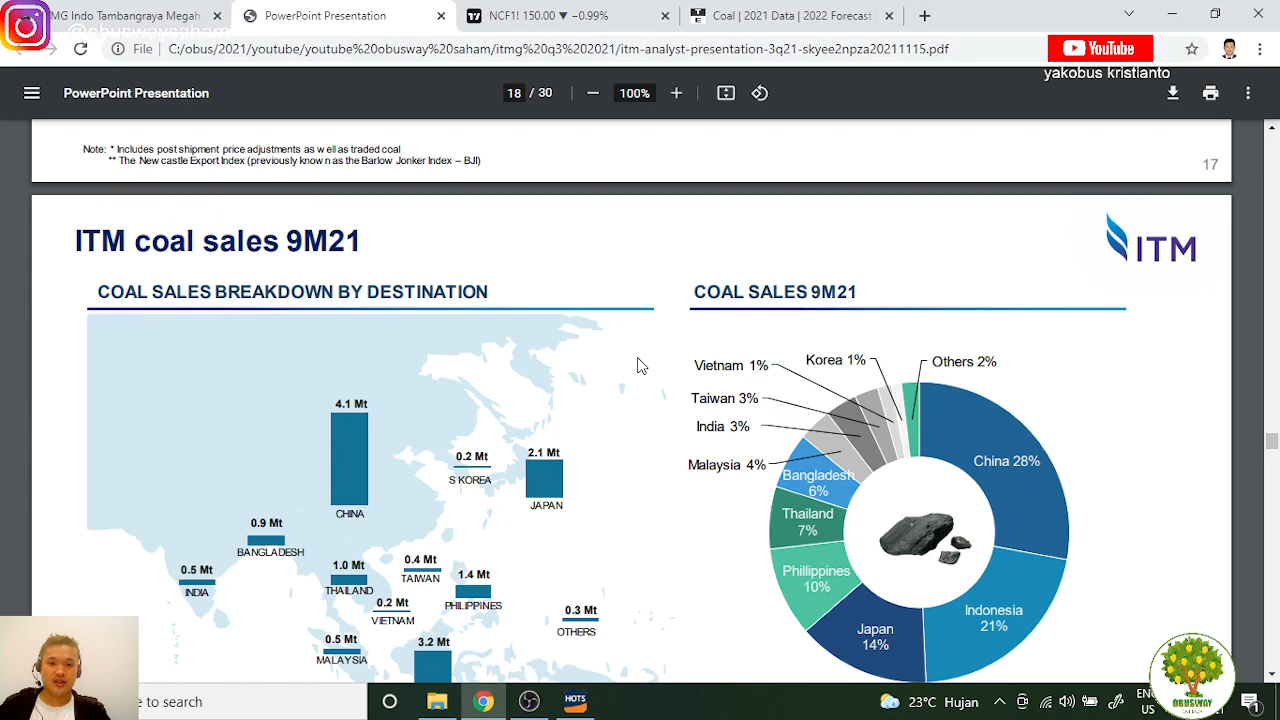 MG Indo Tambangraya Megah
PowerPoint Presentation
NCFI1 150.00 ▼ −0.99%
Coal - 2021 Data | 2022 Forecast
@obuswaysaham
File
C:/obus/2021/youtube/youtube%20obusway%20saham/itmg%20q3%202021/itm-analyst-presentation-3q21-skyee2npza20211115.pdf
YouTube
yakobus kristianto
PowerPoint Presentation
18 / 30
100%
Note: * Includes post shipment price adjustments as well as traded coal
** The New castle Export Index (previously known as the Barlow Jonker Index – BJI)
17
ITM coal sales 9M21
ITM
COAL SALES BREAKDOWN BY DESTINATION
COAL SALES 9M21
4.1 Mt
CHINA
0.2 Mt
S KOREA
2.1 Mt
JAPAN
0.9 Mt
BANGLADESH
0.5 Mt
INDIA
1.0 Mt
THAILAND
0.4 Mt
TAIWAN
1.4 Mt
PHILIPPINES
0.2 Mt
VIETNAM
0.3 Mt
OTHERS
0.5 Mt
MALAYSIA
3.2 Mt
Vietnam 1%
Korea 1%
Others 2%
Taiwan 3%
India 3%
Malaysia 4%
China 28%
Bangladesh
6%
Thailand
7%
Phillippines
10%
Japan
14%
Indonesia
21%
e to search
HOTS
23°C Hujan
OBUSWAY
1